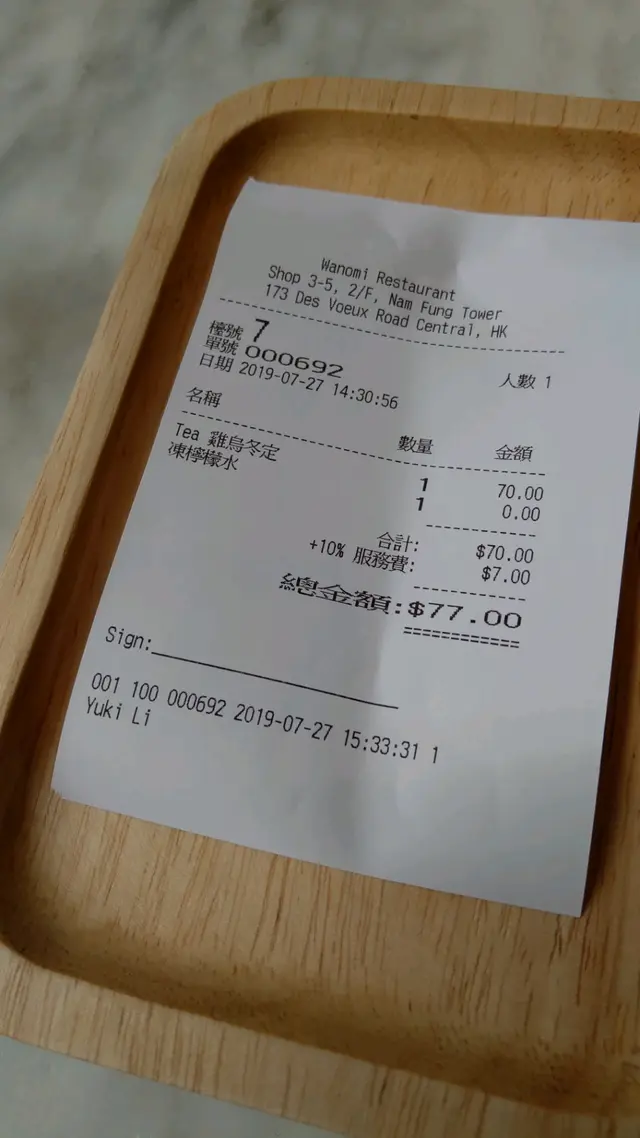 Wanomi Restaurant
Shop 3-5, 2/F, Nam Fung Tower
173 Des Voeux Road Central, HK
檯號 7
單號 000692 人數 1
日期 2019-07-27 14:30:56
名稱 數量 金額
Tea 雞烏冬定 1 70.00
凍檸檬水 1 0.00
合計: $70.00
+10% 服務費: $7.00
總金額:$77.00
Sign:
001 100 000692 2019-07-27 15:33:31 1
Yuki Li